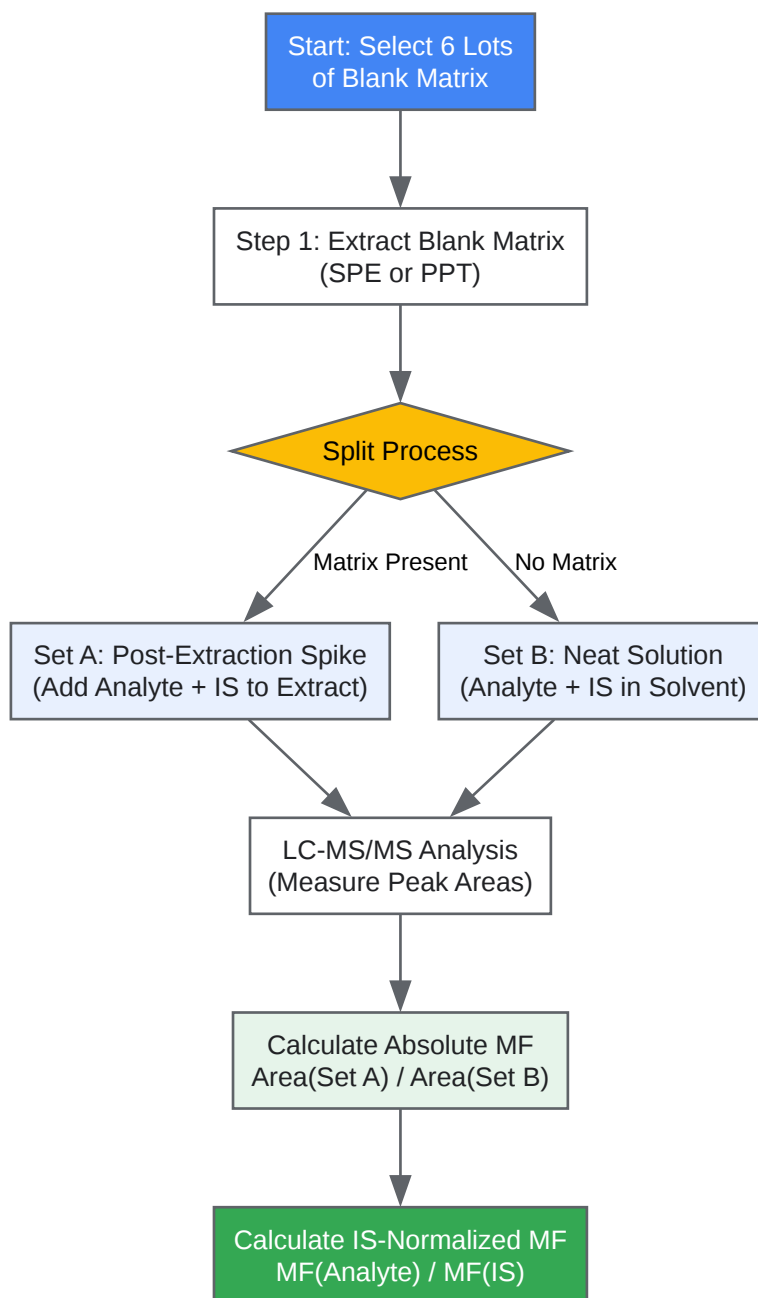 Start: Select 6 Lots
of Blank Matrix
Step 1: Extract Blank Matrix
(SPE or PPT)
Split Process
Matrix Present
No Matrix
Set A: Post-Extraction Spike
(Add Analyte + IS to Extract)
Set B: Neat Solution
(Analyte + IS in Solvent)
LC-MS/MS Analysis
(Measure Peak Areas)
Calculate Absolute MF
Area(Set A) / Area(Set B)
Calculate IS-Normalized MF
MF(Analyte) / MF(IS)